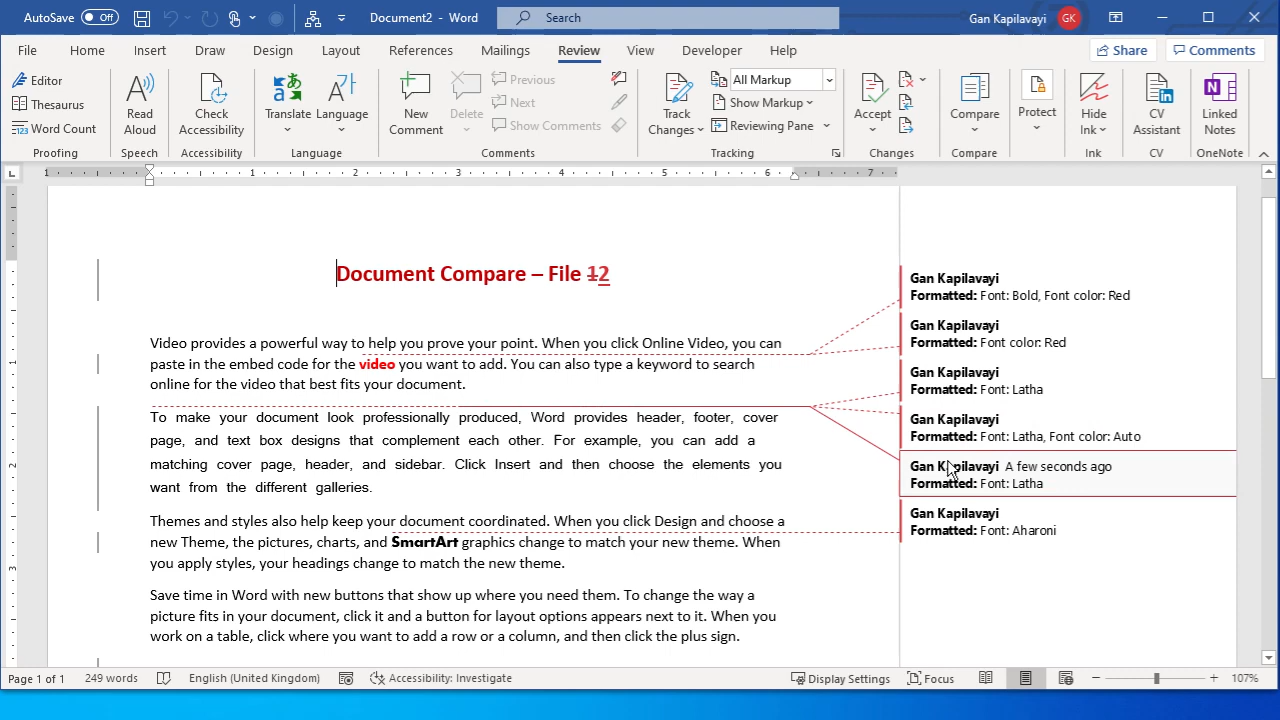 AutoSave Off Document2 - Word Search Gan Kapilavayi GK
File Home Insert Draw Design Layout References Mailings Review View Developer Help Share Comments
Editor
Thesaurus
Word Count
Proofing
Read Aloud
Speech
Check Accessibility
Accessibility
Translate Language
Language
New Comment Delete
Previous
Next
Show Comments
Comments
Track Changes
All Markup
Show Markup
Reviewing Pane
Tracking
Accept
Changes
Compare
Compare
Protect
Hide Ink
Ink
CV Assistant
CV
Linked Notes
OneNote
1 1 2 3 4 5 6 7
Document Compare – File 12
Video provides a powerful way to help you prove your point. When you click Online Video, you can
paste in the embed code for the video you want to add. You can also type a keyword to search
online for the video that best fits your document.
To make your document look professionally produced, Word provides header, footer, cover
page, and text box designs that complement each other. For example, you can add a
matching cover page, header, and sidebar. Click Insert and then choose the elements you
want from the different galleries.
Themes and styles also help keep your document coordinated. When you click Design and choose a
new Theme, the pictures, charts, and SmartArt graphics change to match your new theme. When
you apply styles, your headings change to match the new theme.
Save time in Word with new buttons that show up where you need them. To change the way a
picture fits in your document, click it and a button for layout options appears next to it. When you
work on a table, click where you want to add a row or a column, and then click the plus sign.
Gan Kapilavayi
Formatted: Font: Bold, Font color: Red
Gan Kapilavayi
Formatted: Font color: Red
Gan Kapilavayi
Formatted: Font: Latha
Gan Kapilavayi
Formatted: Font: Latha, Font color: Auto
Gan Kapilavayi A few seconds ago
Formatted: Font: Latha
Gan Kapilavayi
Formatted: Font: Aharoni
1
2
3
Page 1 of 1 249 words English (United Kingdom) Accessibility: Investigate Display Settings Focus 107%